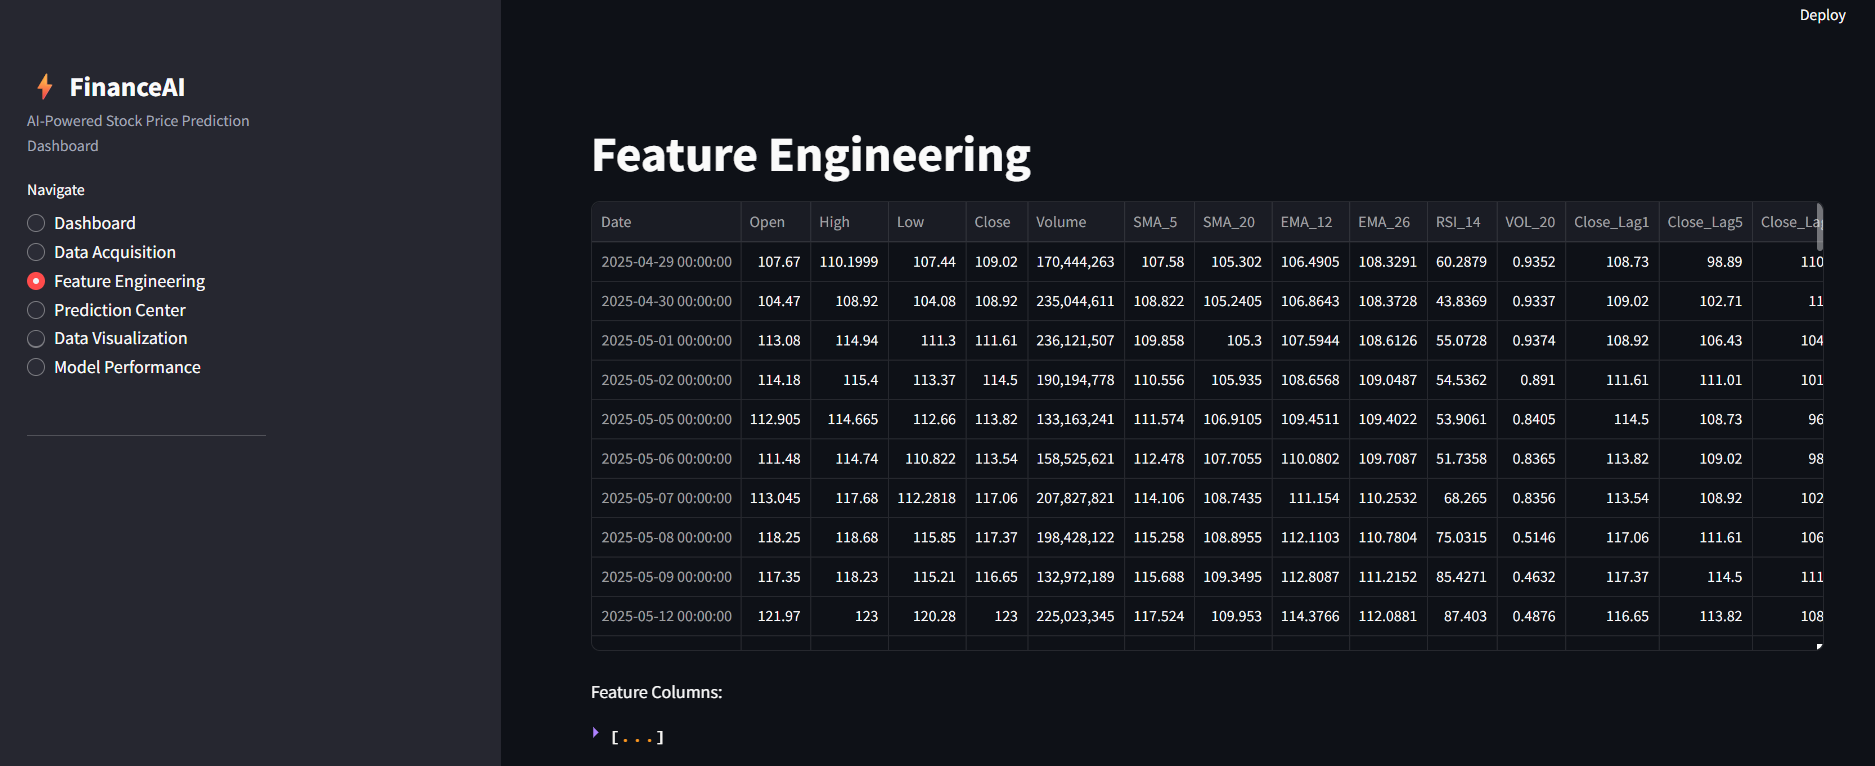 Deploy
FinanceAI
AI-Powered Stock Price Prediction
Dashboard
Navigate
Dashboard
Data Acquisition
Feature Engineering
Prediction Center
Data Visualization
Model Performance
Feature Engineering
Date Open High Low Close Volume SMA_5 SMA_20 EMA_12 EMA_26 RSI_14 VOL_20 Close_Lag1 Close_Lag5 Close_Lag
2025-04-29 00:00:00 107.67 110.1999 107.44 109.02 170,444,263 107.58 105.302 106.4905 108.3291 60.2879 0.9352 108.73 98.89 110
2025-04-30 00:00:00 104.47 108.92 104.08 108.92 235,044,611 108.822 105.2405 106.8643 108.3728 43.8369 0.9337 109.02 102.71 11
2025-05-01 00:00:00 113.08 114.94 111.3 111.61 236,121,507 109.858 105.3 107.5944 108.6126 55.0728 0.9374 108.92 106.43 104
2025-05-02 00:00:00 114.18 115.4 113.37 114.5 190,194,778 110.556 105.935 108.6568 109.0487 54.5362 0.891 111.61 111.01 101
2025-05-05 00:00:00 112.905 114.665 112.66 113.82 133,163,241 111.574 106.9105 109.4511 109.4022 53.9061 0.8405 114.5 108.73 96
2025-05-06 00:00:00 111.48 114.74 110.822 113.54 158,525,621 112.478 107.7055 110.0802 109.7087 51.7358 0.8365 113.82 109.02 98
2025-05-07 00:00:00 113.045 117.68 112.2818 117.06 207,827,821 114.106 108.7435 111.154 110.2532 68.265 0.8356 113.54 108.92 102
2025-05-08 00:00:00 118.25 118.68 115.85 117.37 198,428,122 115.258 108.8955 112.1103 110.7804 75.0315 0.5146 117.06 111.61 106
2025-05-09 00:00:00 117.35 118.23 115.21 116.65 132,972,189 115.688 109.3495 112.8087 111.2152 85.4271 0.4632 117.37 114.5 111
2025-05-12 00:00:00 121.97 123 120.28 123 225,023,345 117.524 109.953 114.3766 112.0881 87.403 0.4876 116.65 113.82 108
Feature Columns:
[...]